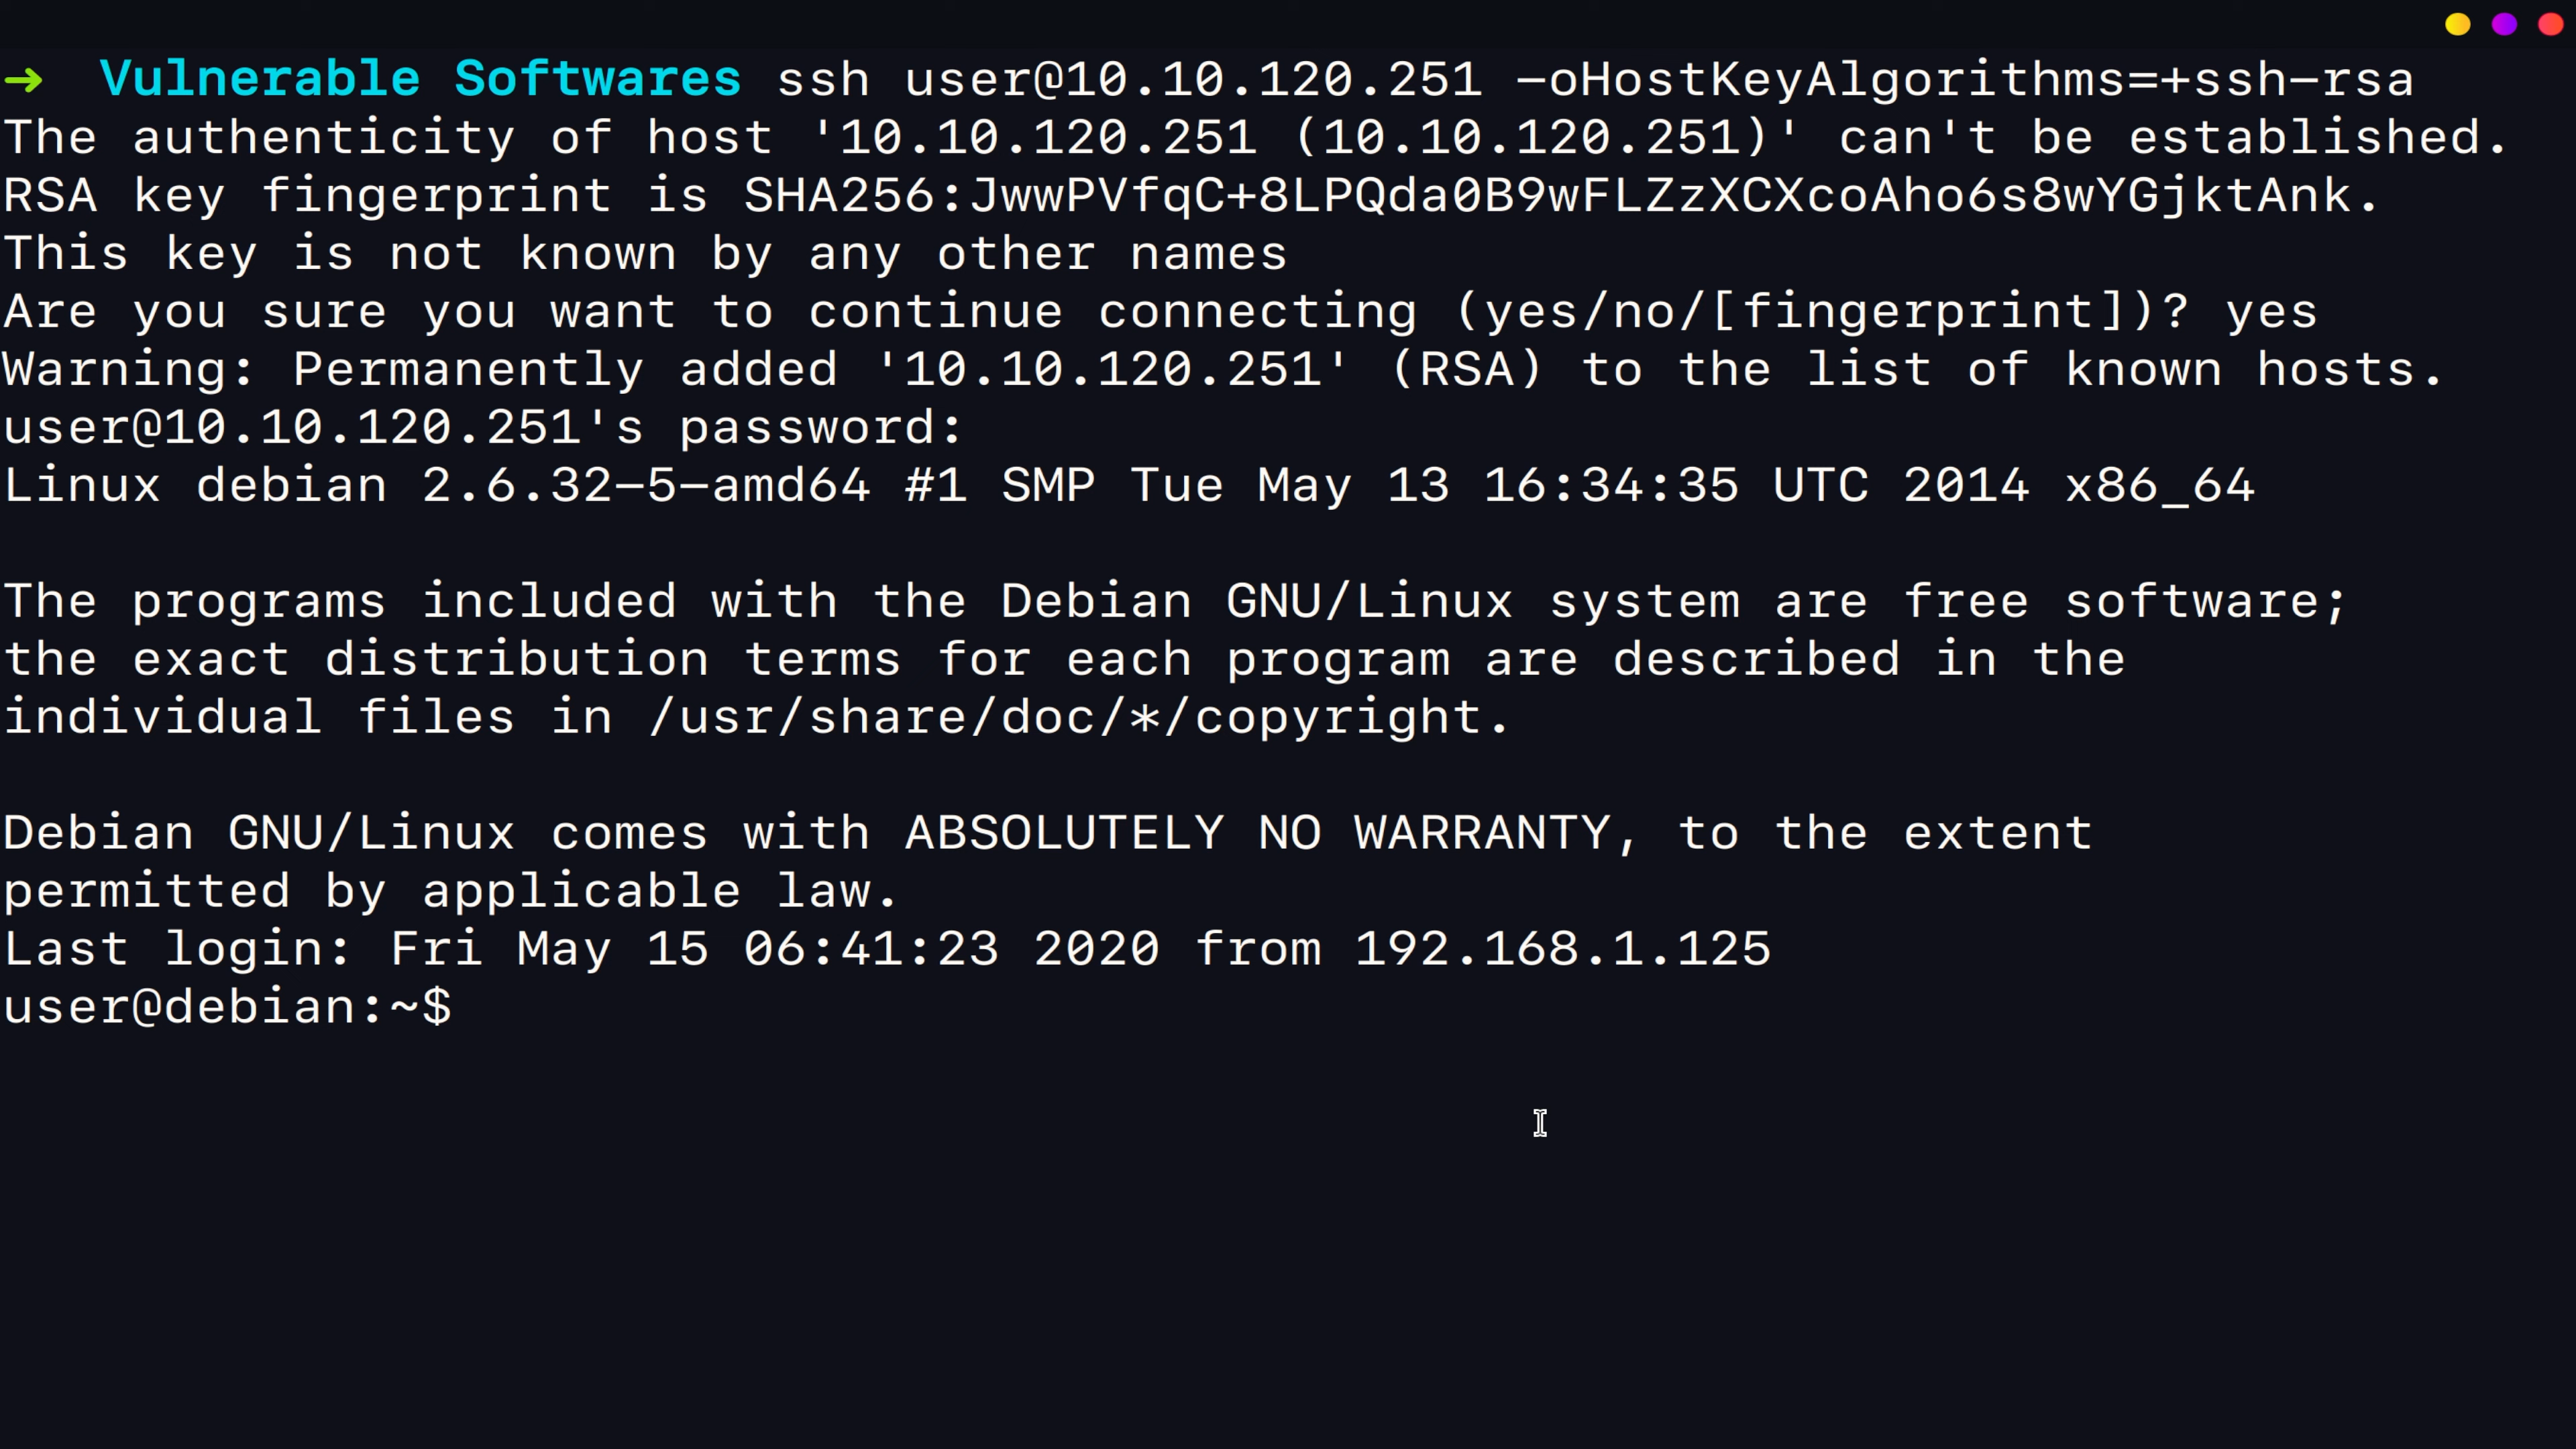 → Vulnerable Softwares ssh user@10.10.120.251 -oHostKeyAlgorithms=+ssh-rsa
The authenticity of host '10.10.120.251 (10.10.120.251)' can't be established.
RSA key fingerprint is SHA256:JwwPVfqC+8LPQda0B9wFLZzXCXcoAho6s8wYGjktAnk.
This key is not known by any other names
Are you sure you want to continue connecting (yes/no/[fingerprint])? yes
Warning: Permanently added '10.10.120.251' (RSA) to the list of known hosts.
user@10.10.120.251's password:
Linux debian 2.6.32-5-amd64 #1 SMP Tue May 13 16:34:35 UTC 2014 x86_64
The programs included with the Debian GNU/Linux system are free software;
the exact distribution terms for each program are described in the
individual files in /usr/share/doc/*/copyright.
Debian GNU/Linux comes with ABSOLUTELY NO WARRANTY, to the extent
permitted by applicable law.
Last login: Fri May 15 06:41:23 2020 from 192.168.1.125
user@debian:~$